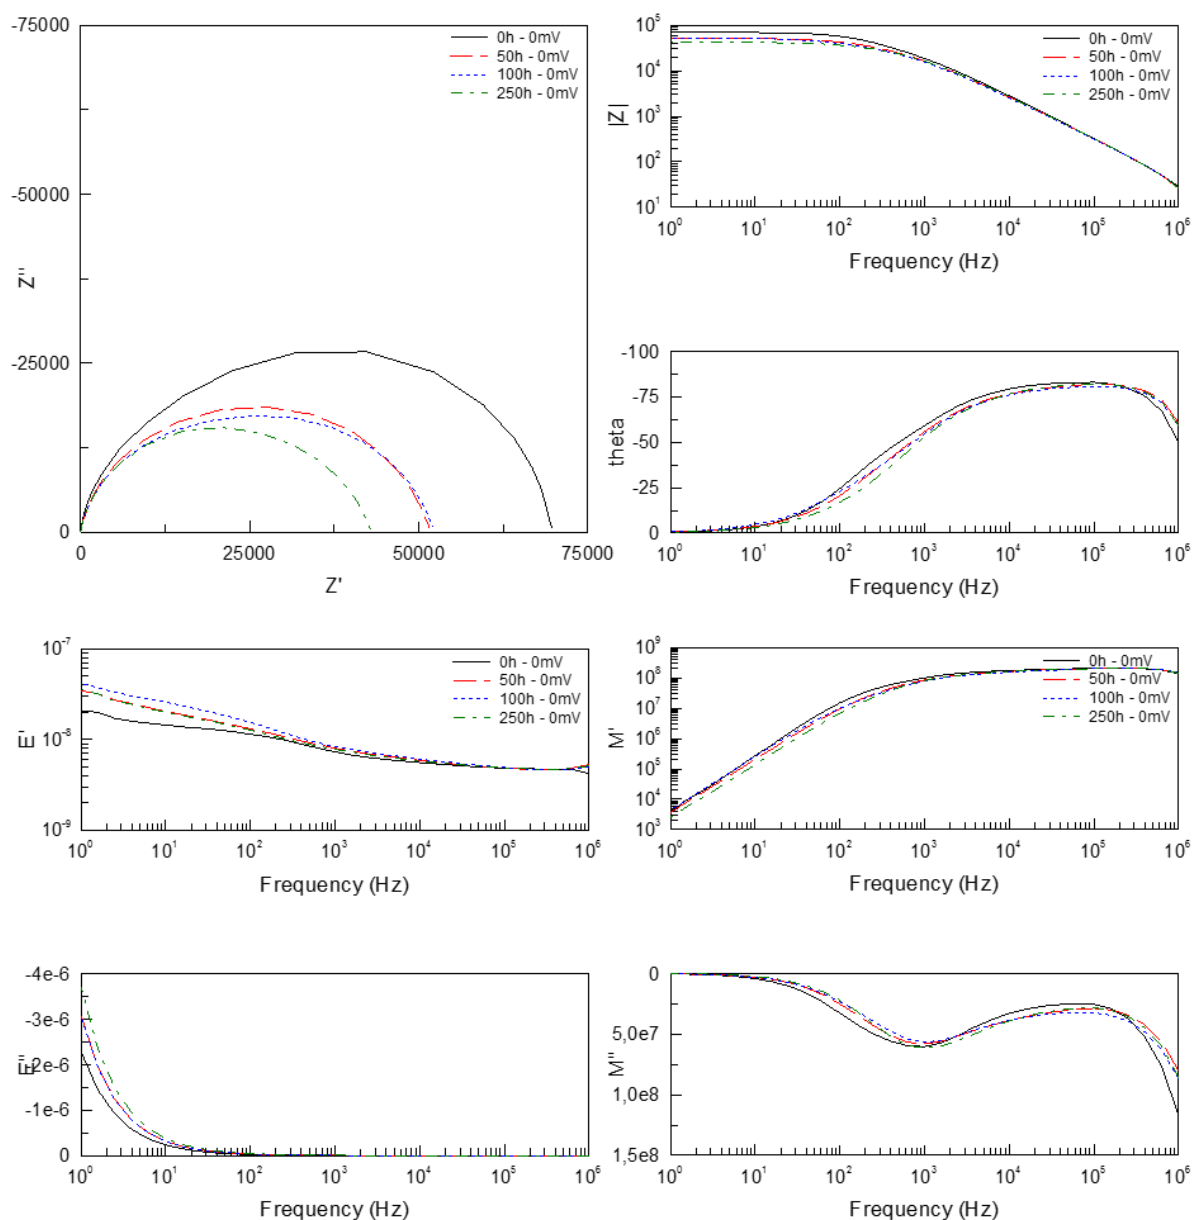 -75000
-50000
-25000
0
Z''
0h - 0mV
50h - 0mV
100h - 0mV
250h - 0mV
0 25000 50000 75000
Z'
10⁵
10⁴
10³
10²
10¹
|Z|
0h - 0mV
50h - 0mV
100h - 0mV
250h - 0mV
10⁰ 10¹ 10² 10³ 10⁴ 10⁵ 10⁶
Frequency (Hz)
-100
-75
-50
-25
0
theta
10⁰ 10¹ 10² 10³ 10⁴ 10⁵ 10⁶
Frequency (Hz)
10⁻⁷
10⁻⁸
10⁻⁹
E'
0h - 0mV
50h - 0mV
100h - 0mV
250h - 0mV
10⁰ 10¹ 10² 10³ 10⁴ 10⁵ 10⁶
Frequency (Hz)
10⁹
10⁸
10⁷
10⁶
10⁵
10⁴
10³
M'
0h - 0mV
50h - 0mV
100h - 0mV
250h - 0mV
10⁰ 10¹ 10² 10³ 10⁴ 10⁵ 10⁶
Frequency (Hz)
-4e-6
-3e-6
-2e-6
-1e-6
0
E''
10⁰ 10¹ 10² 10³ 10⁴ 10⁵ 10⁶
Frequency (Hz)
0
5,0e7
1,0e8
1,5e8
M''
10⁰ 10¹ 10² 10³ 10⁴ 10⁵ 10⁶
Frequency (Hz)